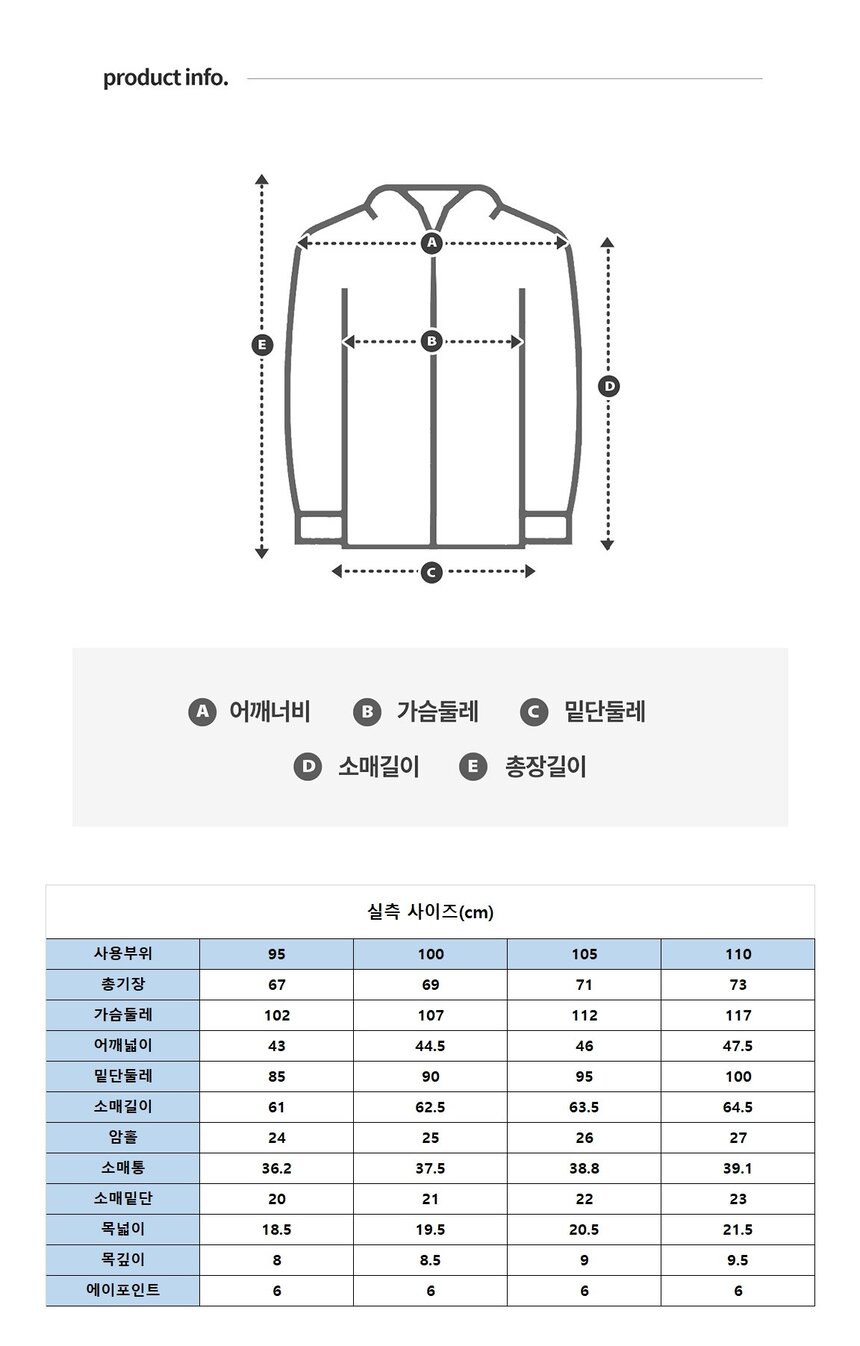 product info.
A
B
E
D
C
A 어깨너비 B 가슴둘레 C 밑단둘레
D 소매길이 E 총장길이
실측 사이즈(cm)
사용부위 95 100 105 110
총기장 67 69 71 73
가슴둘레 102 107 112 117
어깨넓이 43 44.5 46 47.5
밑단둘레 85 90 95 100
소매길이 61 62.5 63.5 64.5
암홀 24 25 26 27
소매통 36.2 37.5 38.8 39.1
소매밑단 20 21 22 23
목넓이 18.5 19.5 20.5 21.5
목깊이 8 8.5 9 9.5
에이포인트 6 6 6 6